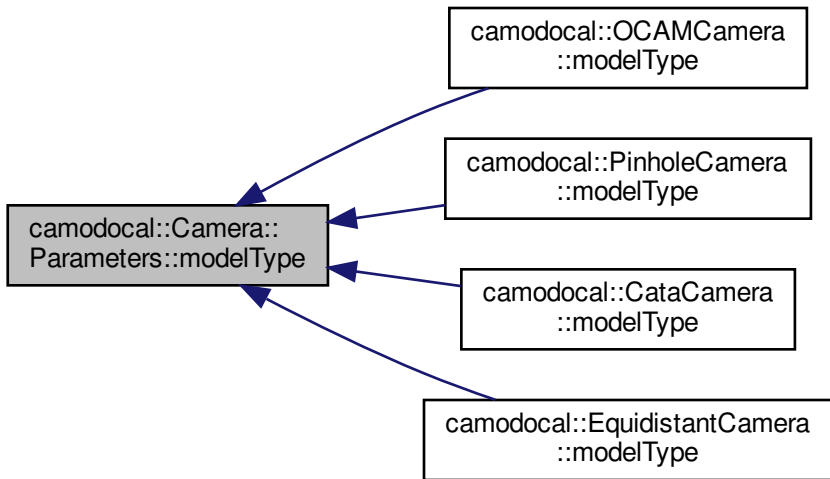 camodocal::OCAMCamera
::modelType
camodocal::PinholeCamera
::modelType
camodocal::Camera::
Parameters::modelType
camodocal::CataCamera
::modelType
camodocal::EquidistantCamera
::modelType